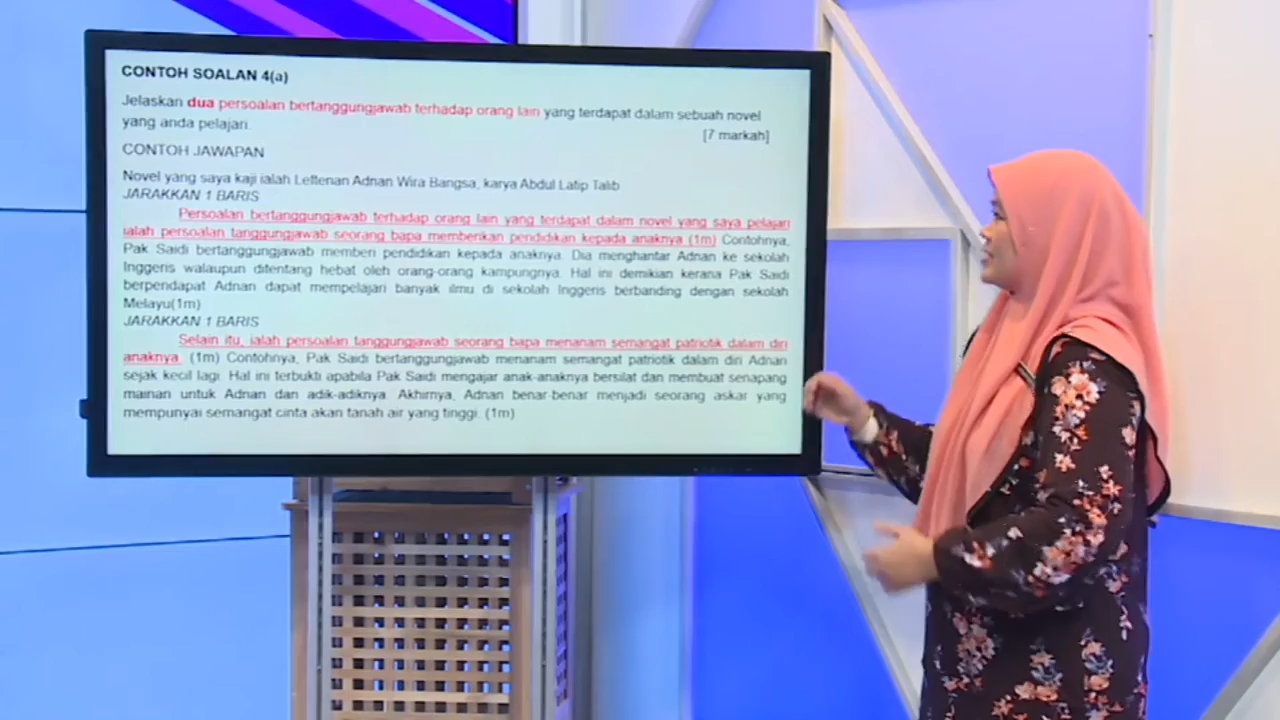 CONTOH SOALAN 4(a)
Jelaskan dua persoalan bertanggungjawab terhadap orang lain yang terdapat dalam sebuah novel
yang anda pelajari.
[7 markah]
CONTOH JAWAPAN
Novel yang saya kaji ialah Leftenan Adnan Wira Bangsa, karya Abdul Latip Talib
JARAKKAN 1 BARIS
Persoalan bertanggungjawab terhadap orang lain yang terdapat dalam novel yang saya pelajari
ialah persoalan tanggungjawab seorang bapa memberikan pendidikan kepada anaknya (1m) Contohnya,
Pak Saidi bertanggungjawab memberi pendidikan kepada anaknya. Dia menghantar Adnan ke sekolah
Inggeris walaupun ditentang hebat oleh orang-orang kampungnya. Hal ini demikian kerana Pak Saidi
berpendapat Adnan dapat mempelajari banyak ilmu di sekolah Inggeris berbanding dengan sekolah
Melayu(1m)
JARAKKAN 1 BARIS
Selain itu, ialah persoalan tanggungjawab seorang bapa menanam semangat patriotik dalam diri
anaknya. (1m) Contohnya, Pak Saidi bertanggungjawab menanam semangat patriotik dalam diri Adnan
sejak kecil lagi. Hal ini terbukti apabila Pak Saidi mengajar anak-anaknya bersilat dan membuat senapang
mainan untuk Adnan dan adik-adiknya. Akhirnya, Adnan benar-benar menjadi seorang askar yang
mempunyai semangat cinta akan tanah air yang tinggi. (1m)